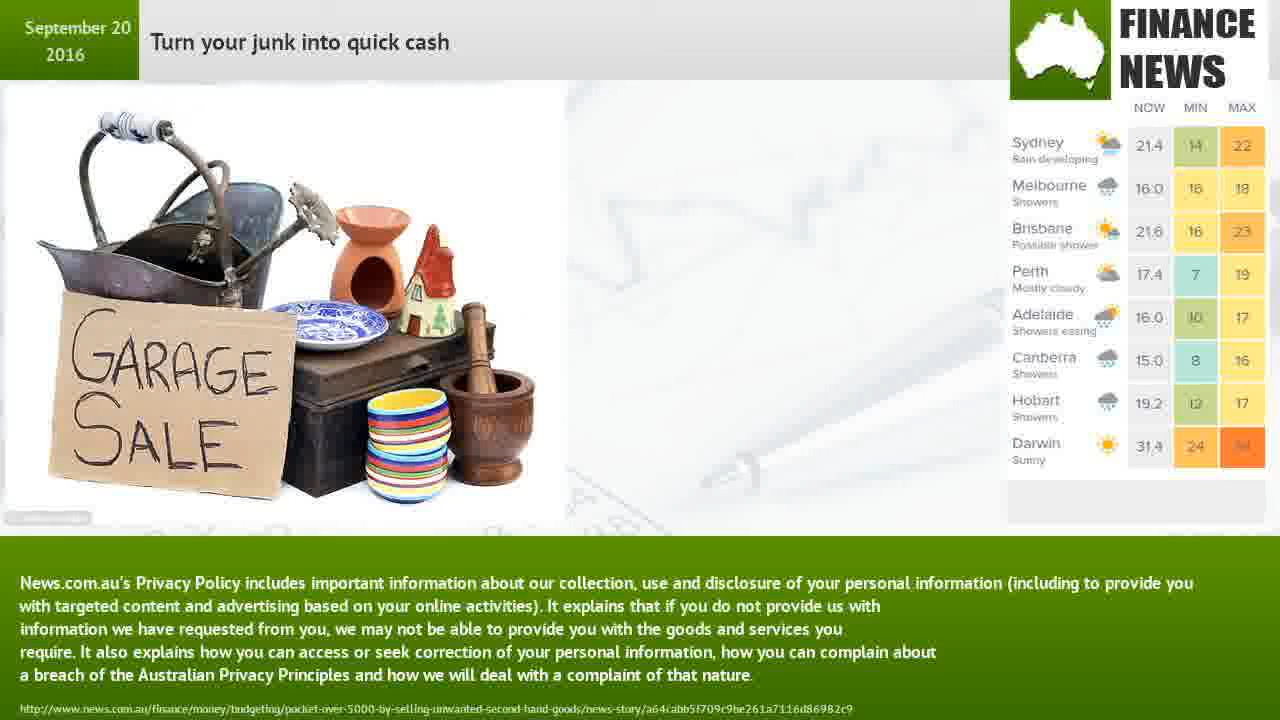 September 20
2016
Turn your junk into quick cash
FINANCE
NEWS
NOW MIN MAX
Sydney 21.4 14 22
Rain developing
Melbourne 16.0 16 18
Showers
Brisbane 21.6 16 23
Possible shower
Perth 17.4 7 19
Mostly cloudy
Adelaide 16.0 10 17
Showers easing
Canberra 15.0 8 16
Showers
Hobart 19.2 12 17
Showers
Darwin 31.4 24
Sunny
GARAGE
SALE
News.com.au's Privacy Policy includes important information about our collection, use and disclosure of your personal information (including to provide you
with targeted content and advertising based on your online activities). It explains that if you do not provide us with
information we have requested from you, we may not be able to provide you with the goods and services you
require. It also explains how you can access or seek correction of your personal information, how you can complain about
a breach of the Australian Privacy Principles and how we will deal with a complaint of that nature.
http://www.news.com.au/finance/money/budgeting/pocket-over-5000-by-selling-unwanted-second-hand-goods/news-story/a64cabb5f709c9be261a7116d86982c9